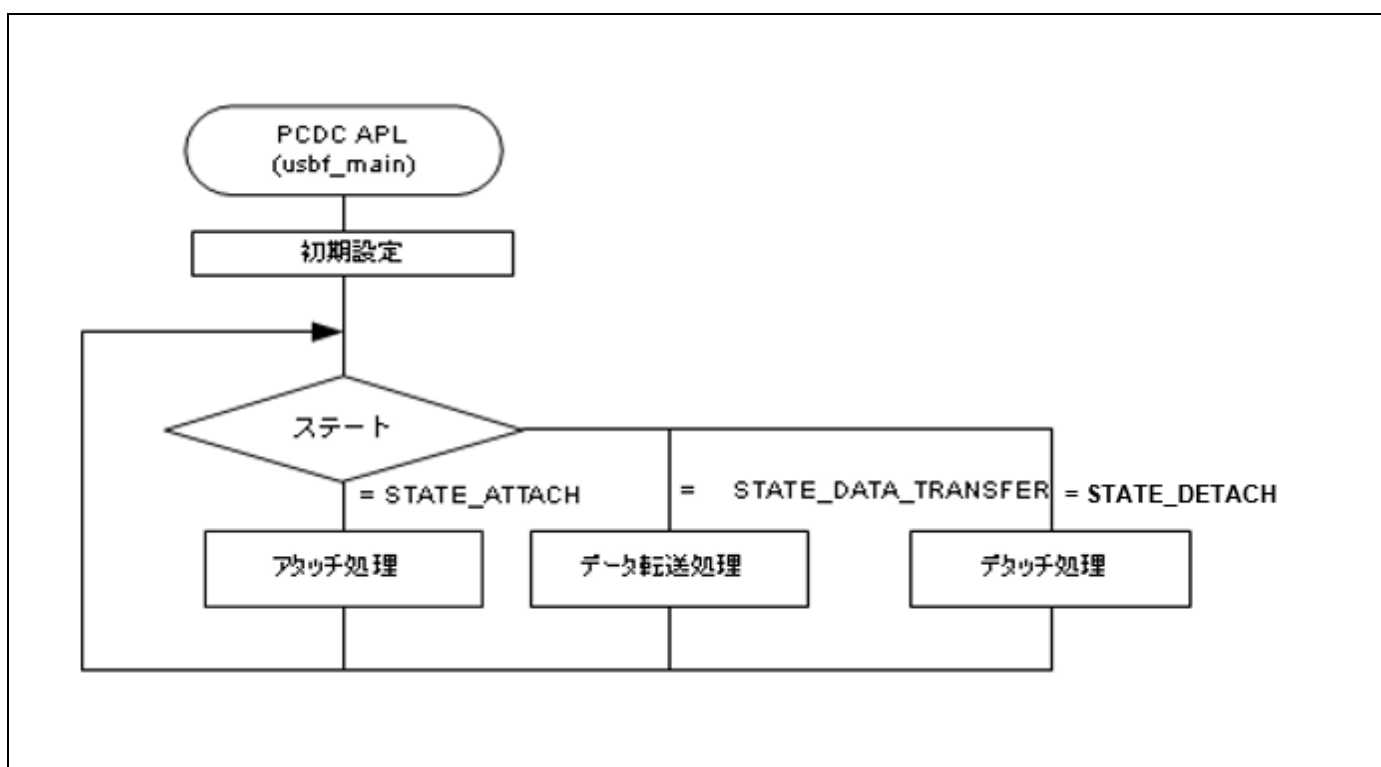 PCDC APL
(usbf_main)
初期設定
ステート
= STATE_ATTACH
= STATE_DATA_TRANSFER
= STATE_DETACH
アタッチ処理
データ転送処理
デタッチ処理